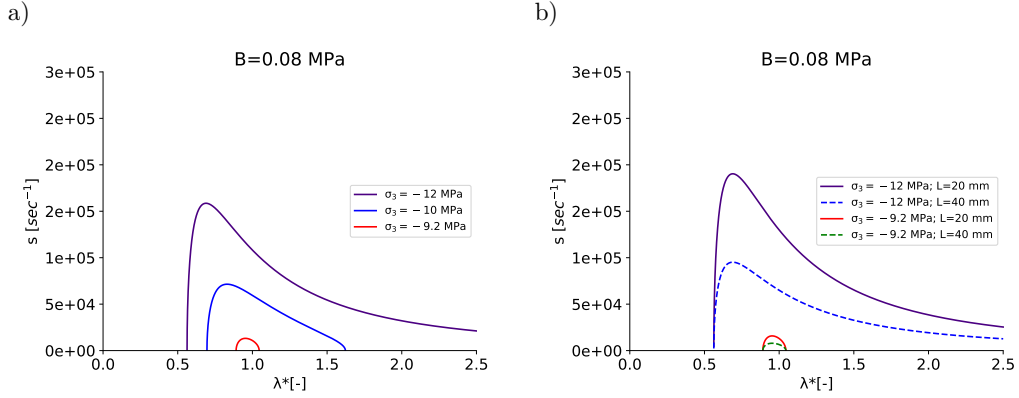 a)
B=0.08 MPa
3e+05
2e+05
2e+05
2e+05
1e+05
5e+04
0e+00
s [sec⁻¹]
σ₃ = −12 MPa
σ₃ = −10 MPa
σ₃ = −9.2 MPa
0.0 0.5 1.0 1.5 2.0 2.5
λ*[-]
b)
B=0.08 MPa
3e+05
2e+05
2e+05
2e+05
1e+05
5e+04
0e+00
s [sec⁻¹]
σ₃ = −12 MPa; L=20 mm
σ₃ = −12 MPa; L=40 mm
σ₃ = −9.2 MPa; L=20 mm
σ₃ = −9.2 MPa; L=40 mm
0.0 0.5 1.0 1.5 2.0 2.5
λ*[-]